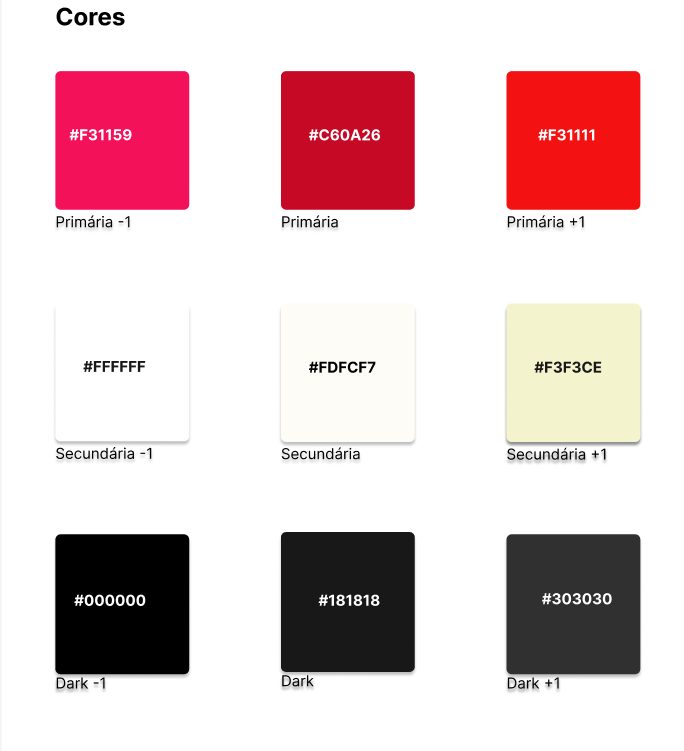 Cores
#F31159
#C60A26
#F31111
Primária -1
Primária
Primária +1
#FFFFFF
#FDFCF7
#F3F3CE
Secundária -1
Secundária
Secundária +1
#000000
#181818
#303030
Dark -1
Dark
Dark +1